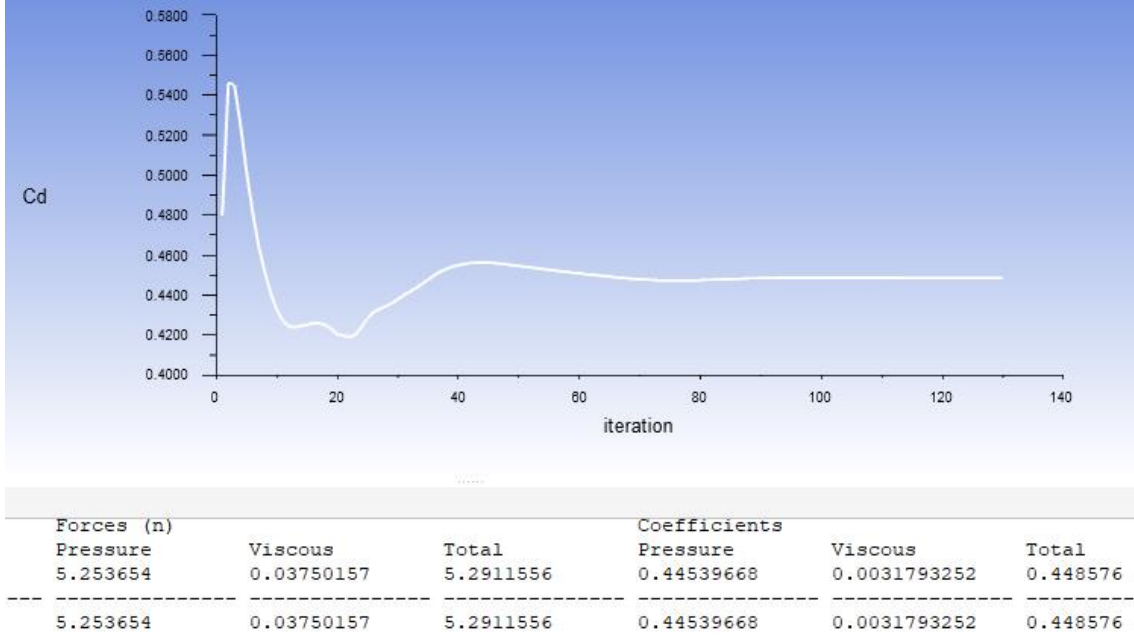 0.5800
0.5600
0.5400
0.5200
0.5000
Cd
0.4800
0.4600
0.4400
0.4200
0.4000
0 20 40 60 80 100 120 140
iteration
Forces (n) Coefficients
Pressure Viscous Total Pressure Viscous Total
5.253654 0.03750157 5.2911556 0.44539668 0.0031793252 0.448576
--- ---------------- --------------- --------------- --------------- --------------- ---------
5.253654 0.03750157 5.2911556 0.44539668 0.0031793252 0.448576